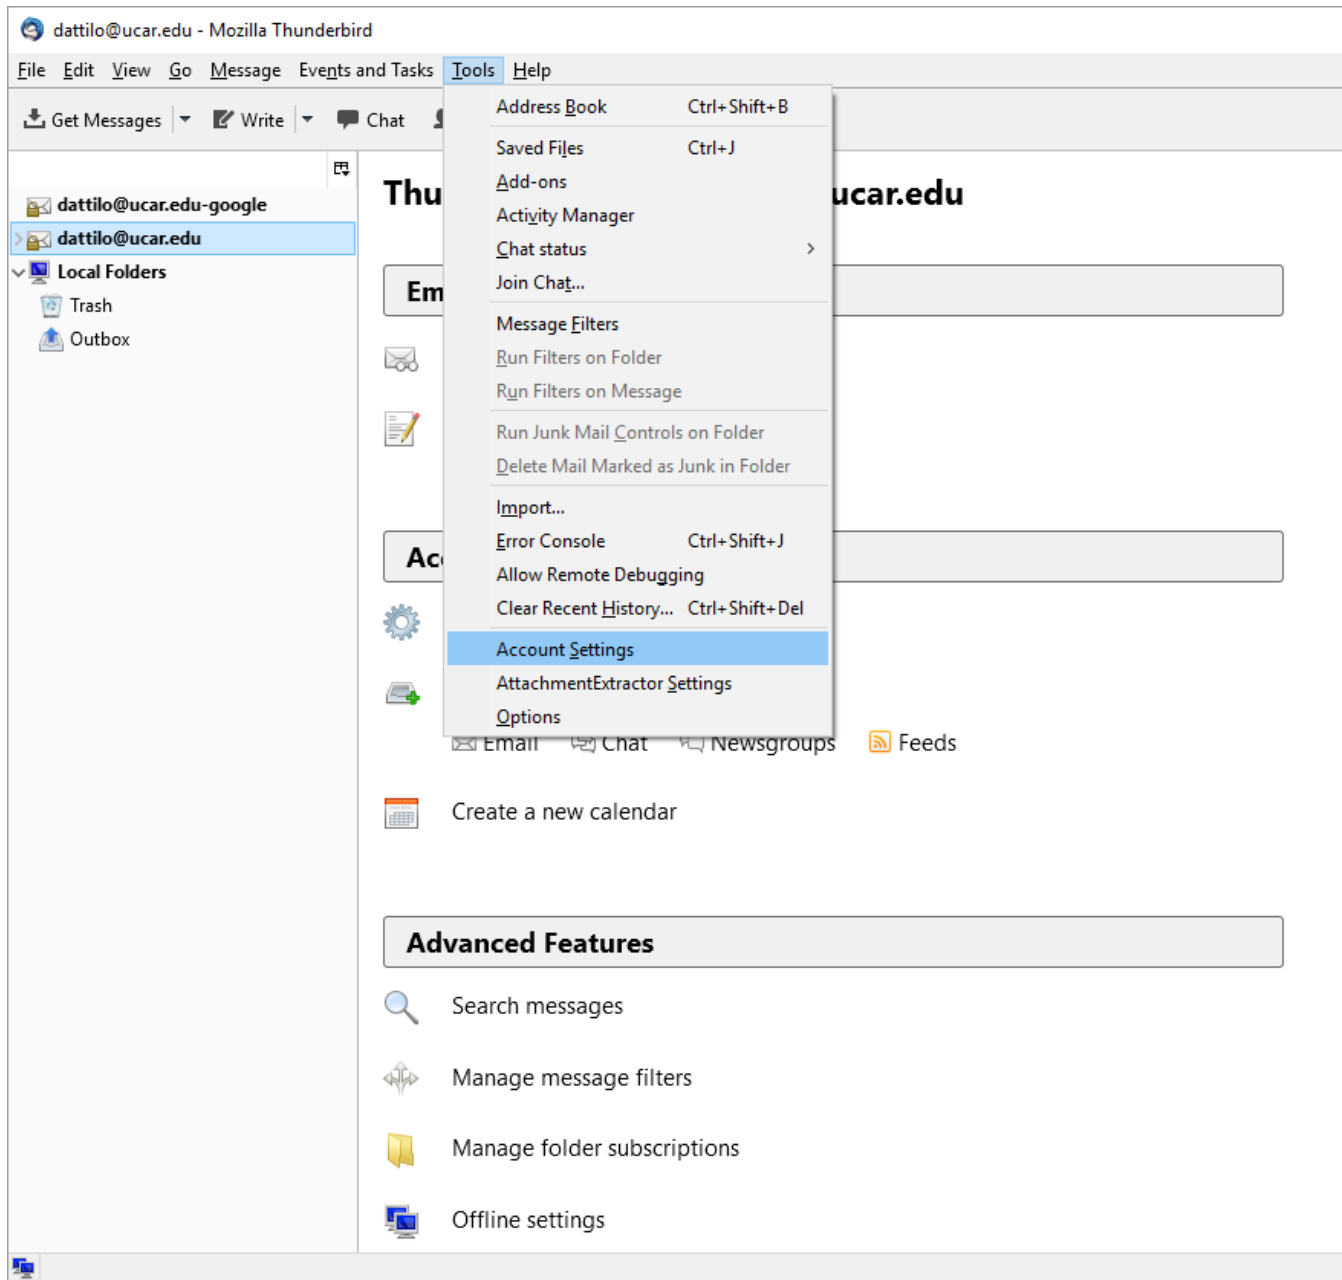 dattilo@ucar.edu - Mozilla Thunderbird
File Edit View Go Message Events and Tasks Tools Help
Get Messages Write Chat
Address Book Ctrl+Shift+B
Saved Files Ctrl+J
Add-ons
Activity Manager
Chat status
Join Chat...
Message Filters
Run Filters on Folder
Run Filters on Message
Run Junk Mail Controls on Folder
Delete Mail Marked as Junk in Folder
Import...
Error Console Ctrl+Shift+J
Allow Remote Debugging
Clear Recent History... Ctrl+Shift+Del
Account Settings
AttachmentExtractor Settings
Options
dattilo@ucar.edu-google
dattilo@ucar.edu
Local Folders
Trash
Outbox
Thu ucar.edu
Em
Acc
Email Chat Newsgroups Feeds
Create a new calendar
Advanced Features
Search messages
Manage message filters
Manage folder subscriptions
Offline settings